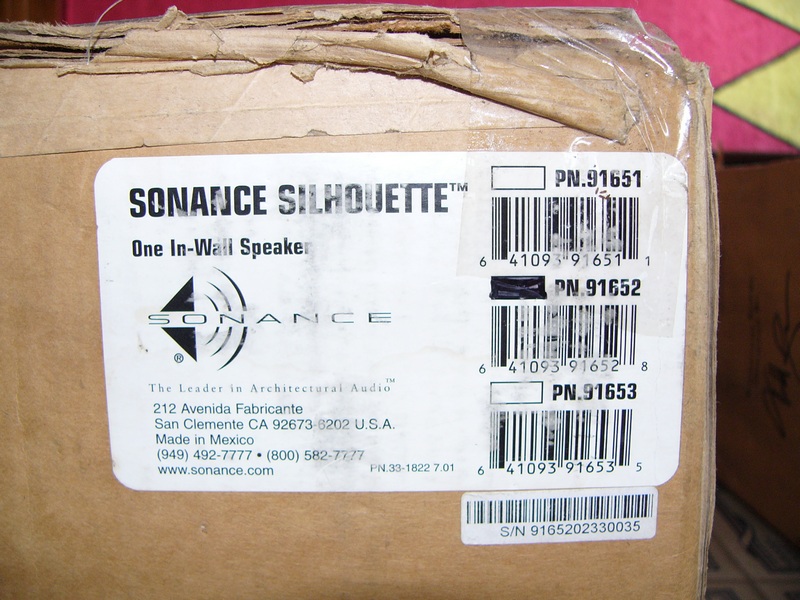 SONANCE SILHOUETTE™
One In-Wall Speaker
SONANCE
®
The Leader in Architectural Audio™
212 Avenida Fabricante
San Clemente CA 92673-6202 U.S.A.
Made in Mexico
(949) 492-7777 • (800) 582-7777
www.sonance.com
PN.33-1822 7.01
PN.91651
6 41093 91651 1
PN.91652
6 41093 91652 8
PN.91653
6 41093 91653 5
S/N 9165202330035